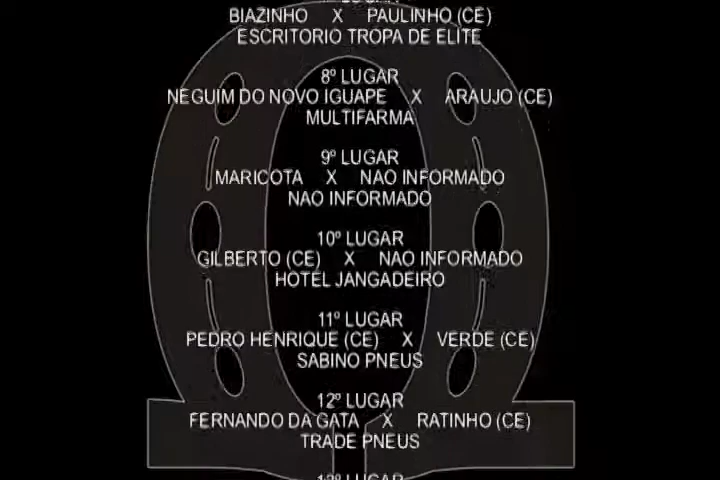 BIAZINHO X PAULINHO (CE)
ESCRITORIO TROPA DE ELITE
8º LUGAR
NEGUIM DO NOVO IGUAPE X ARAUJO (CE)
MULTIFARMA
9º LUGAR
MARICOTA X NAO INFORMADO
NAO INFORMADO
10º LUGAR
GILBERTO (CE) X NAO INFORMADO
HOTEL JANGADEIRO
11º LUGAR
PEDRO HENRIQUE (CE) X VERDE (CE)
SABINO PNEUS
12º LUGAR
FERNANDO DA GATA X RATINHO (CE)
TRADE PNEUS